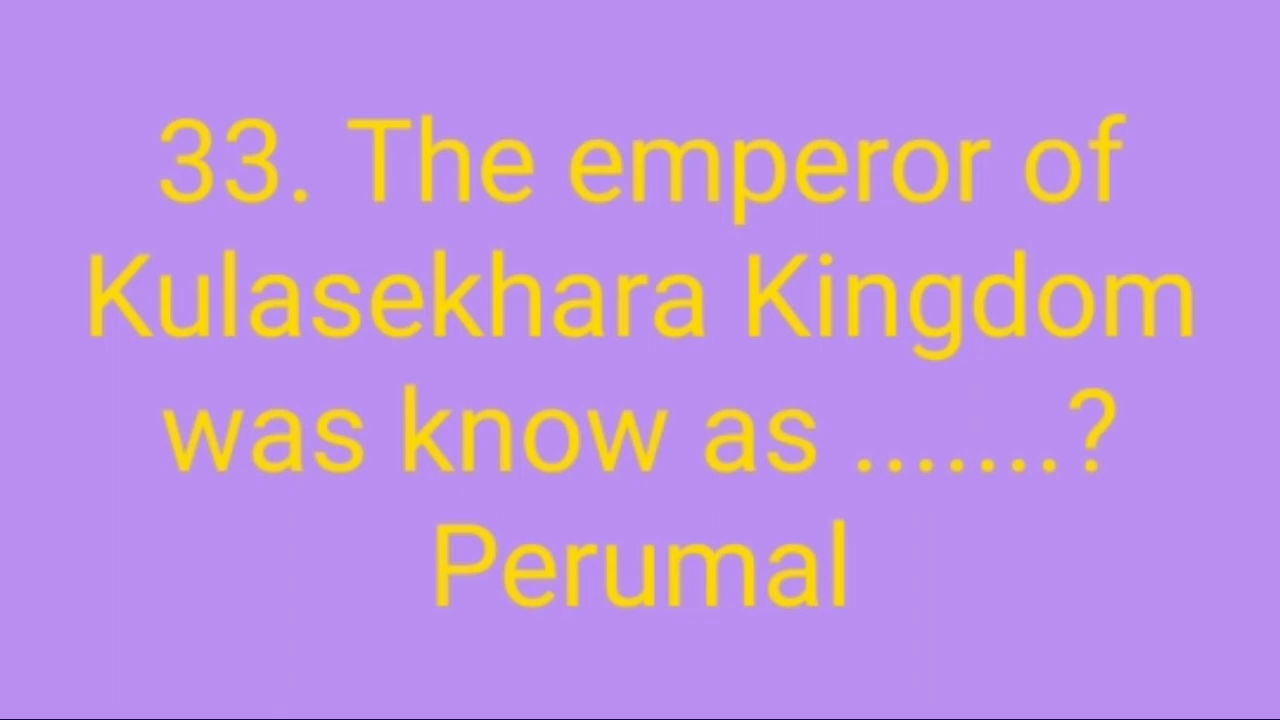 33. The emperor of
Kulasekhara Kingdom
was know as .......?
Perumal